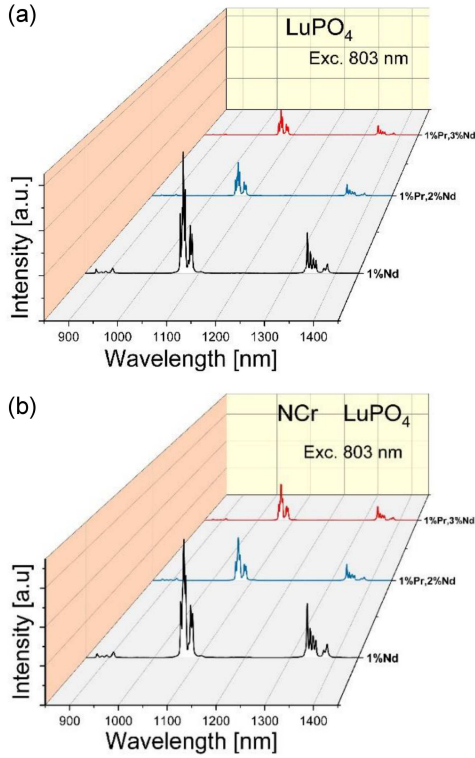 (a)
LuPO4
Exc. 803 nm
1%Pr,3%Nd
1%Pr,2%Nd
1%Nd
Intensity [a.u.]
900 1000 1100 1200 1300 1400
Wavelength [nm]
(b)
NCr LuPO4
Exc. 803 nm
1%Pr,3%Nd
1%Pr,2%Nd
1%Nd
Intensity [a.u]
900 1000 1100 1200 1300 1400
Wavelength [nm]